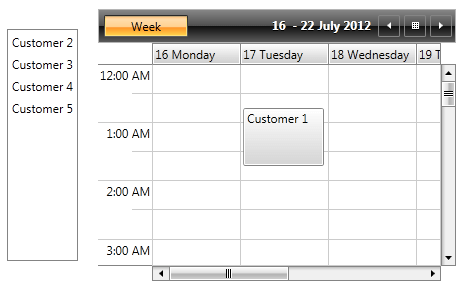 Customer 2
Customer 3
Customer 4
Customer 5
Week
16 - 22 July 2012
16 Monday 17 Tuesday 18 Wednesday 19 T
12:00 AM
Customer 1
1:00 AM
2:00 AM
3:00 AM